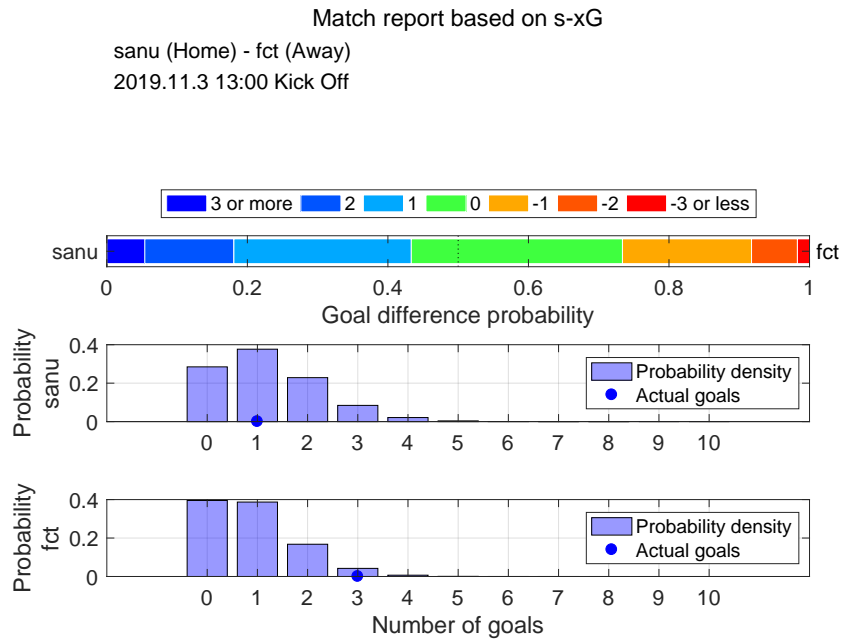 Match report based on s-xG
sanu (Home) - fct (Away)
2019.11.3 13:00 Kick Off
3 or more 2 1 0 -1 -2 -3 or less
sanu fct
0 0.2 0.4 0.6 0.8 1
Goal difference probability
Probability
sanu
0.4
0.2
0
Probability density
Actual goals
0 1 2 3 4 5 6 7 8 9 10
Probability
fct
0.4
0.2
0
Probability density
Actual goals
0 1 2 3 4 5 6 7 8 9 10
Number of goals